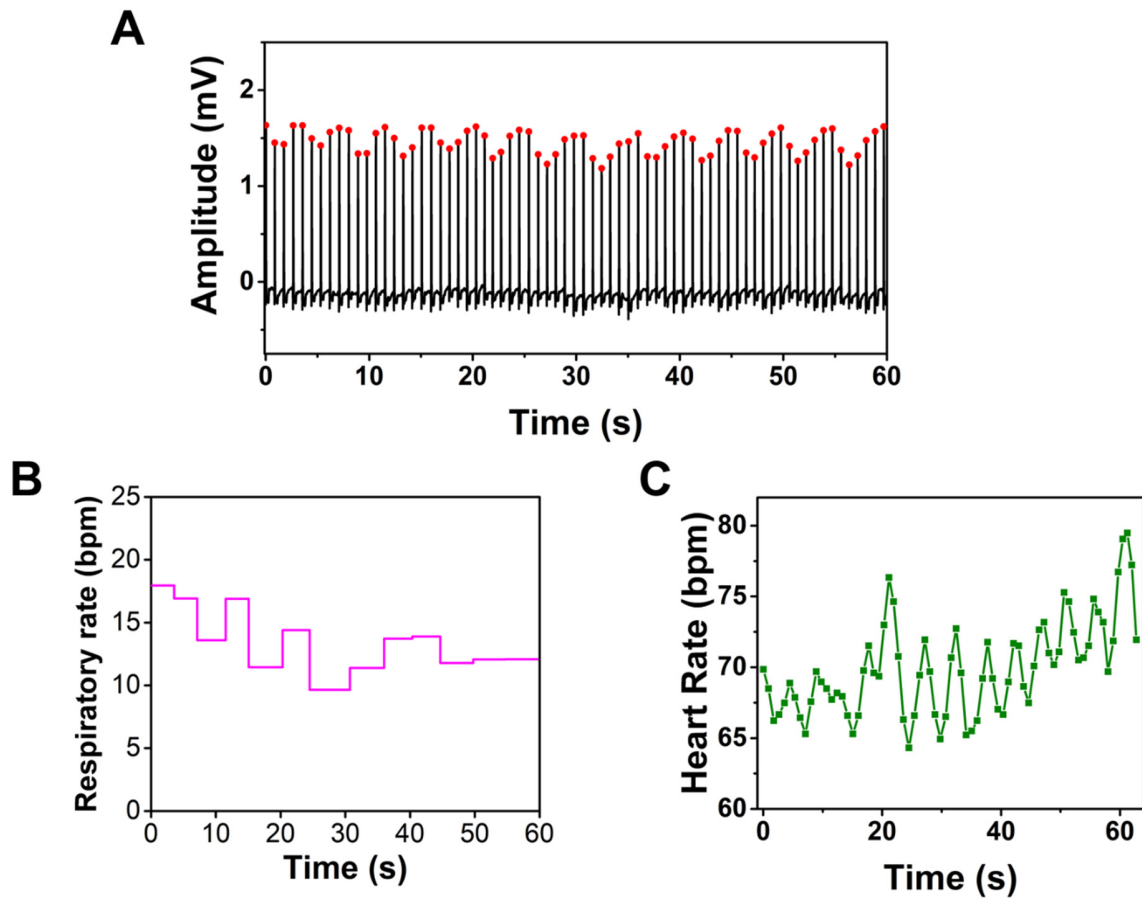 A
Amplitude (mV)
2
1
0
0 10 20 30 40 50 60
Time (s)
B
Respiratory rate (bpm)
25
20
15
10
5
0
0 10 20 30 40 50 60
Time (s)
C
Heart Rate (bpm)
80
75
70
65
60
0 20 40 60
Time (s)